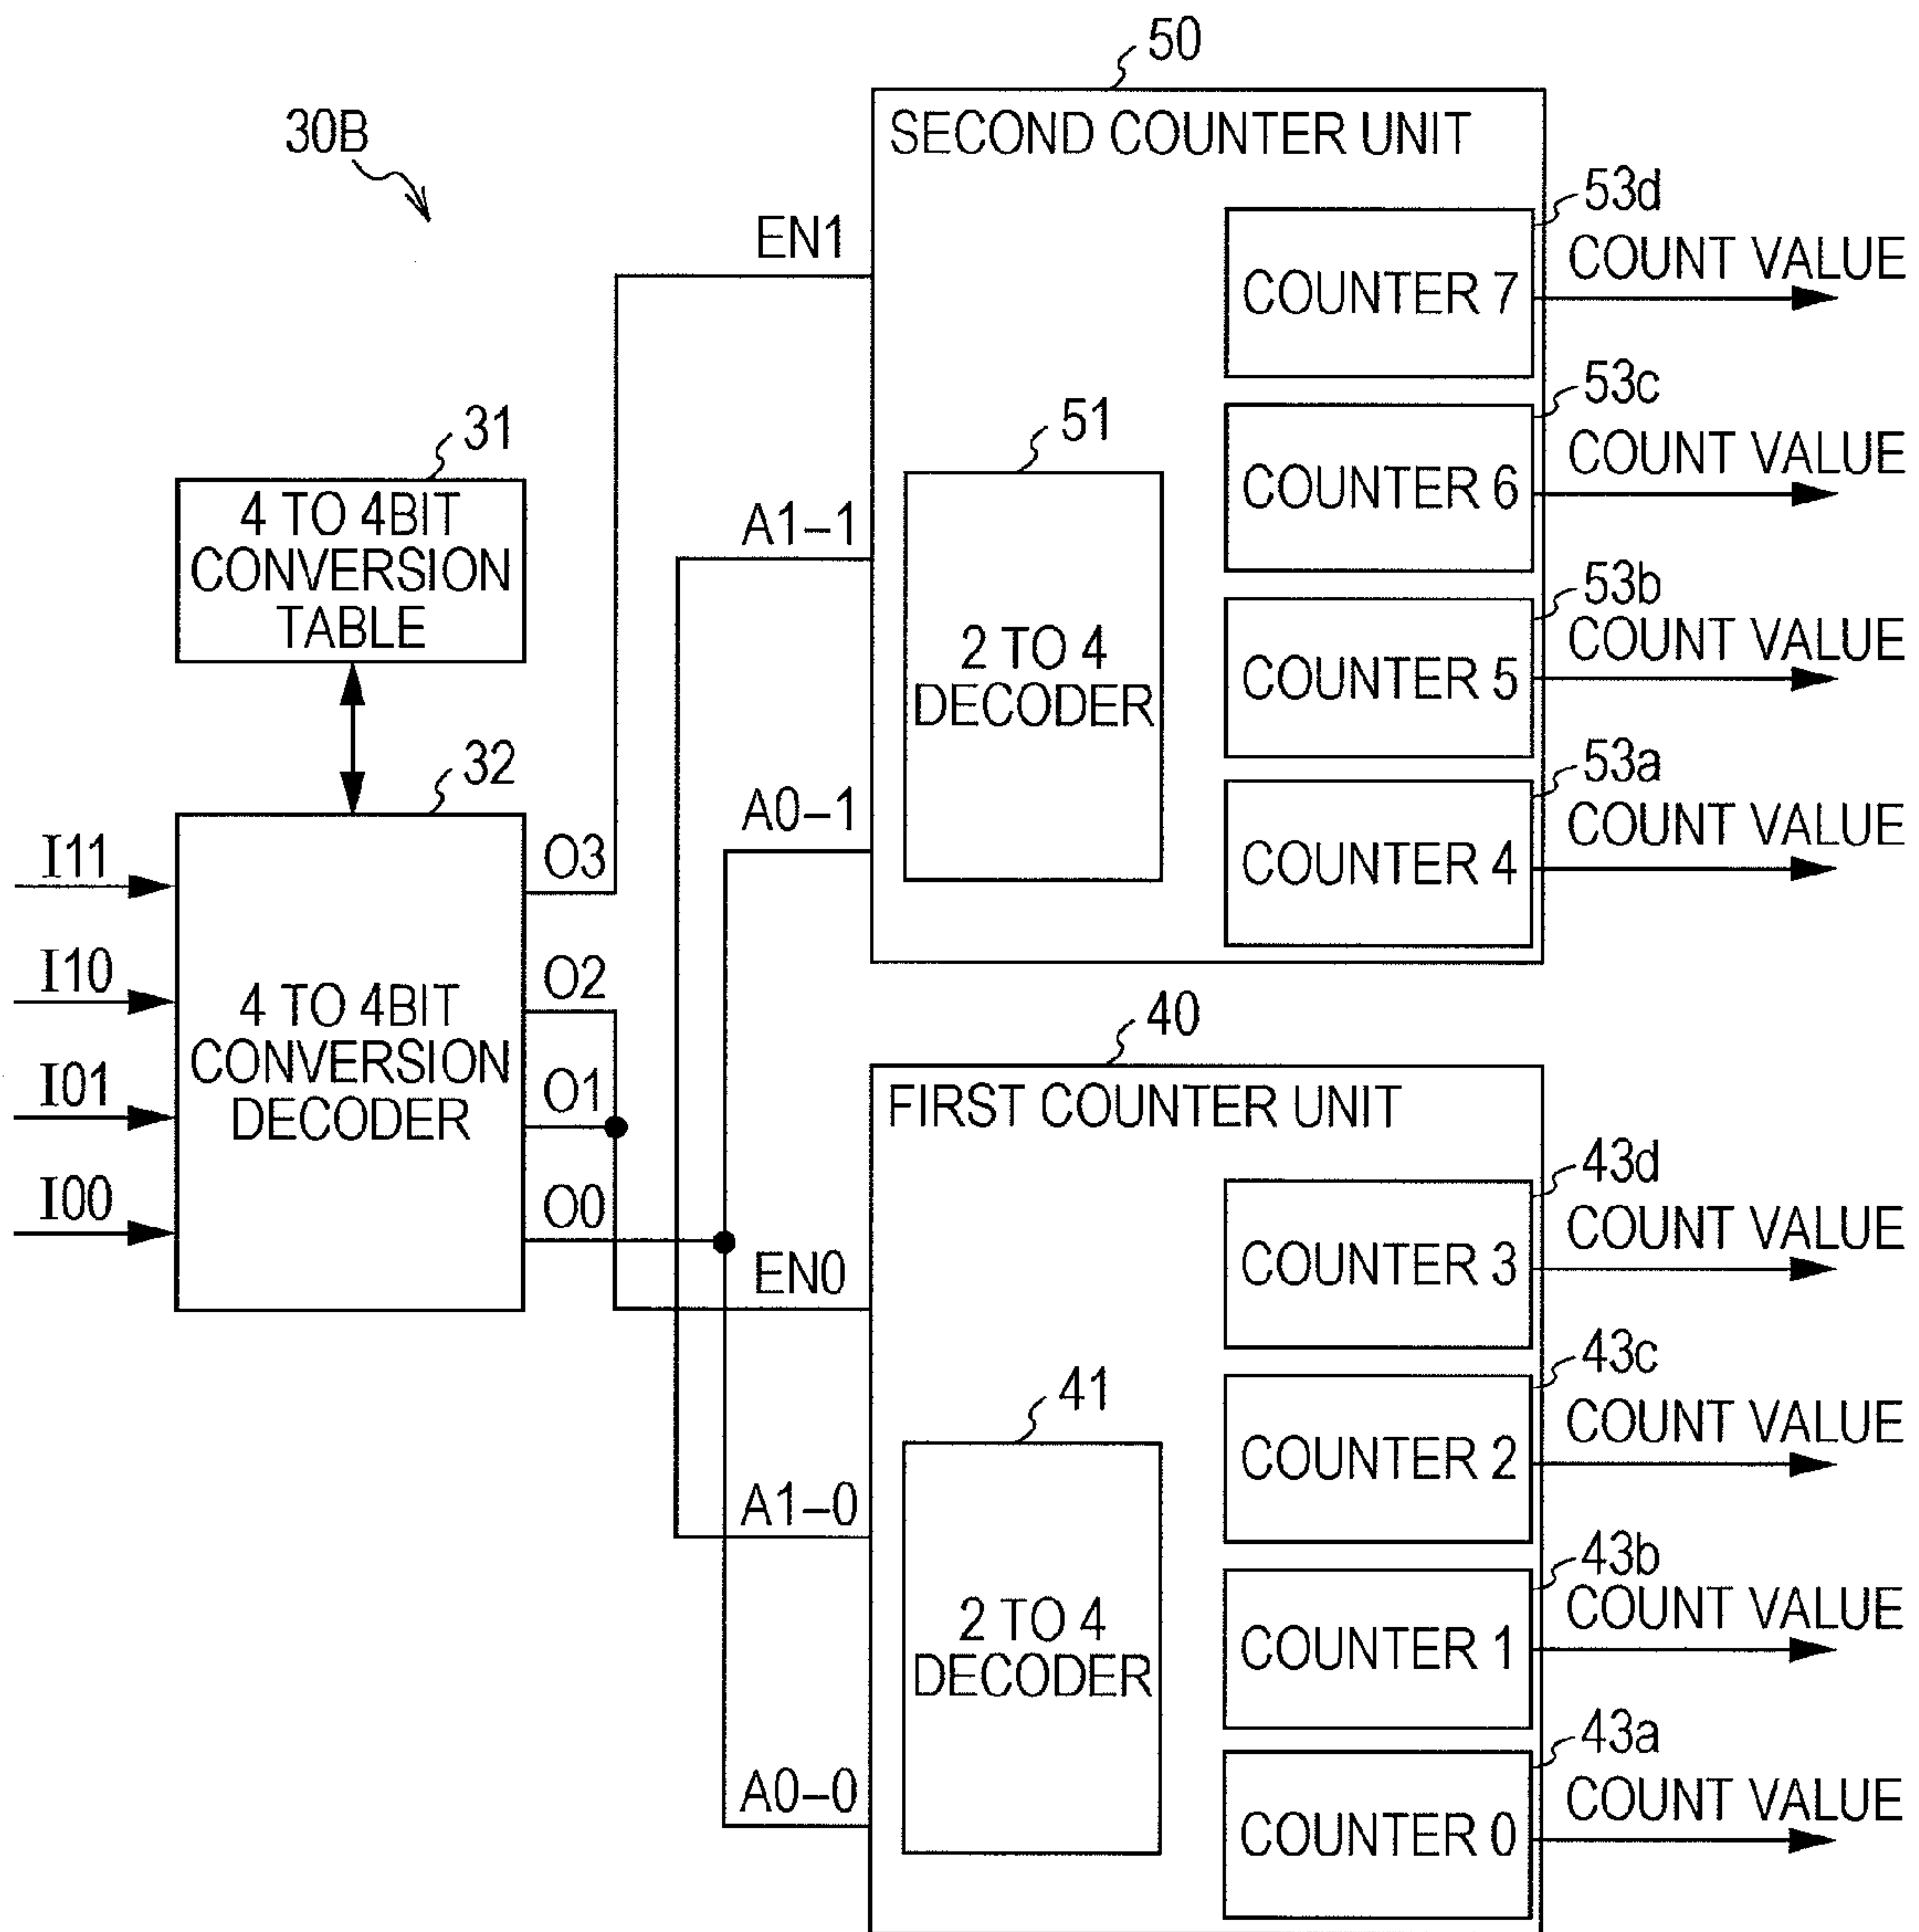 30B
50
SECOND COUNTER UNIT
EN1
53d
COUNTER 7
COUNT VALUE
53c
COUNTER 6
COUNT VALUE
51
A1–1
2 TO 4
DECODER
53b
COUNTER 5
COUNT VALUE
A0–1
53a
COUNTER 4
COUNT VALUE
31
4 TO 4BIT
CONVERSION
TABLE
32
I11
I10
I01
I00
4 TO 4BIT
CONVERSION
DECODER
O3
O2
O1
O0
40
FIRST COUNTER UNIT
EN0
43d
COUNTER 3
COUNT VALUE
43c
COUNTER 2
COUNT VALUE
41
A1–0
2 TO 4
DECODER
43b
COUNTER 1
COUNT VALUE
A0–0
43a
COUNTER 0
COUNT VALUE